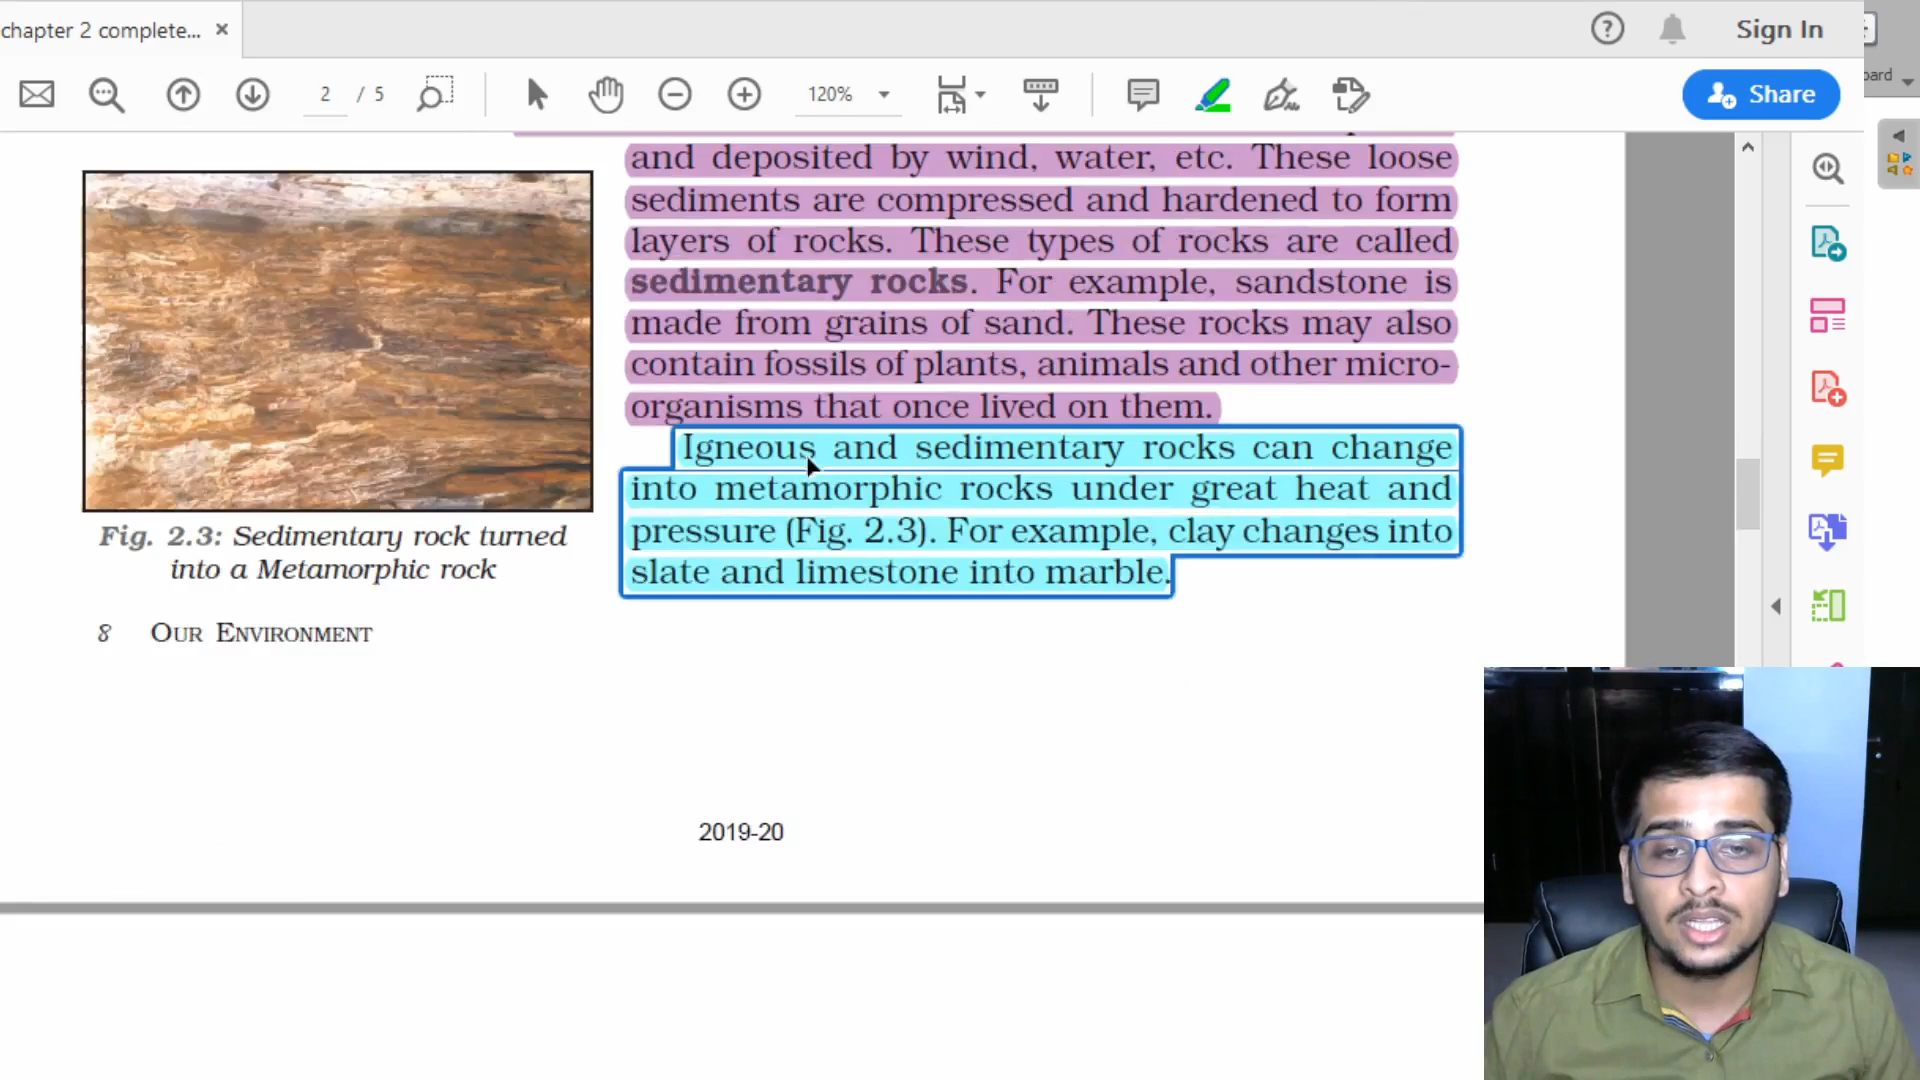 chapter 2 complete...
Sign In
2 / 5
120%
Share
and deposited by wind, water, etc. These loose
sediments are compressed and hardened to form
layers of rocks. These types of rocks are called
sedimentary rocks. For example, sandstone is
made from grains of sand. These rocks may also
contain fossils of plants, animals and other micro-
organisms that once lived on them.
Igneous and sedimentary rocks can change
into metamorphic rocks under great heat and
pressure (Fig. 2.3). For example, clay changes into
slate and limestone into marble.
Fig. 2.3: Sedimentary rock turned
into a Metamorphic rock
8 OUR ENVIRONMENT
2019-20